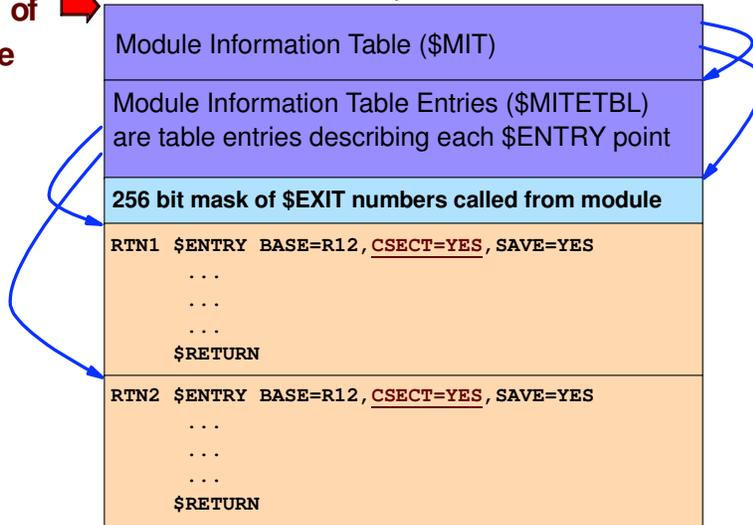 of
e
Module Information Table ($MIT)
Module Information Table Entries ($MITETBL)
are table entries describing each $ENTRY point
256 bit mask of $EXIT numbers called from module
RTN1 $ENTRY BASE=R12,CSECT=YES,SAVE=YES
...
...
...
$RETURN
RTN2 $ENTRY BASE=R12,CSECT=YES,SAVE=YES
...
...
...
$RETURN